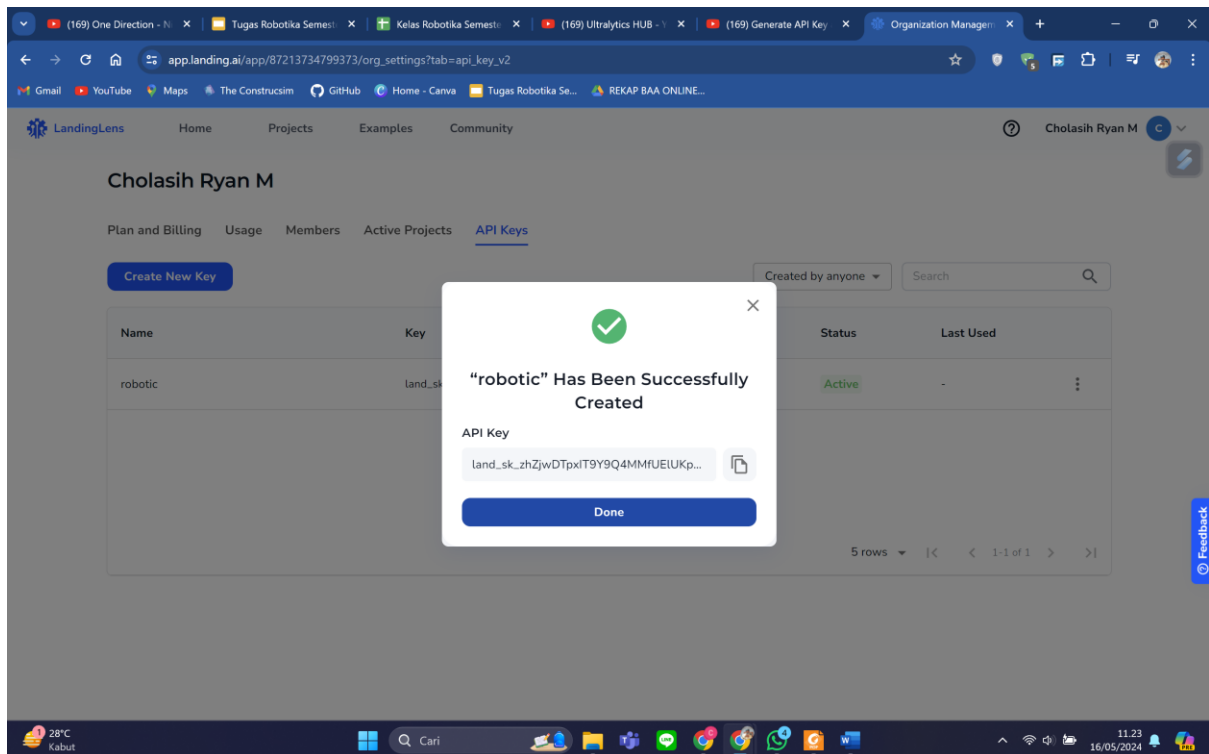 (169) One Direction - N
Tugas Robotika Semest
Kelas Robotika Semeste
(169) Ultralytics HUB - Y
(169) Generate API Key
Organization Managem
app.landing.ai/app/87213734799373/org_settings?tab=api_key_v2
Gmail
YouTube
Maps
The Construcsim
GitHub
Home - Canva
Tugas Robotika Se...
REKAP BAA ONLINE...
LandingLens
Home
Projects
Examples
Community
Cholasih Ryan M
C
Cholasih Ryan M
Plan and Billing
Usage
Members
Active Projects
API Keys
Create New Key
Created by anyone
Search
Name
Key
Status
Last Used
robotic
land_sk
Active
-
“robotic” Has Been Successfully
Created
API Key
land_sk_zhZjwDTpxIT9Y9Q4MMfUElUKp...
Done
5 rows
1-1 of 1
Feedback
28°C
Kabut
Cari
11.23
16/05/2024